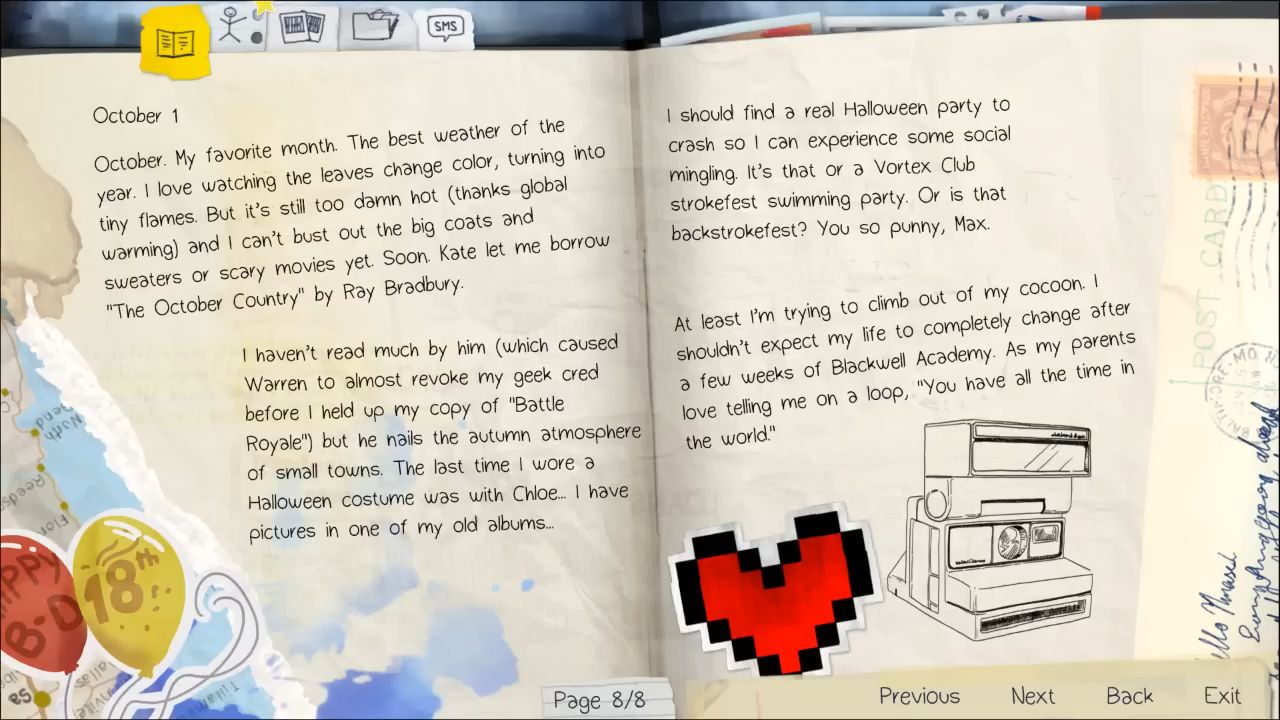 SMS
October 1
October. My favorite month. The best weather of the
year. I love watching the leaves change color, turning into
tiny flames. But it's still too damn hot (thanks global
warming) and I can't bust out the big coats and
sweaters or scary movies yet. Soon. Kate let me borrow
"The October Country" by Ray Bradbury.
I haven't read much by him (which caused
Warren to almost revoke my geek cred
before I held up my copy of "Battle
Royale") but he nails the autumn atmosphere
of small towns. The last time I wore a
Halloween costume was with Chloe... I have
pictures in one of my old albums...
I should find a real Halloween party to
crash so I can experience some social
mingling. It's that or a Vortex Club
strokefest swimming party. Or is that
backstrokefest? You so punny, Max.
At least I'm trying to climb out of my cocoon. I
shouldn't expect my life to completely change after
a few weeks of Blackwell Academy. As my parents
love telling me on a loop, "You have all the time in
the world."
POST CARD
North
Bend
18th
B-D
Page 8/8
Previous
Next
Back
Exit